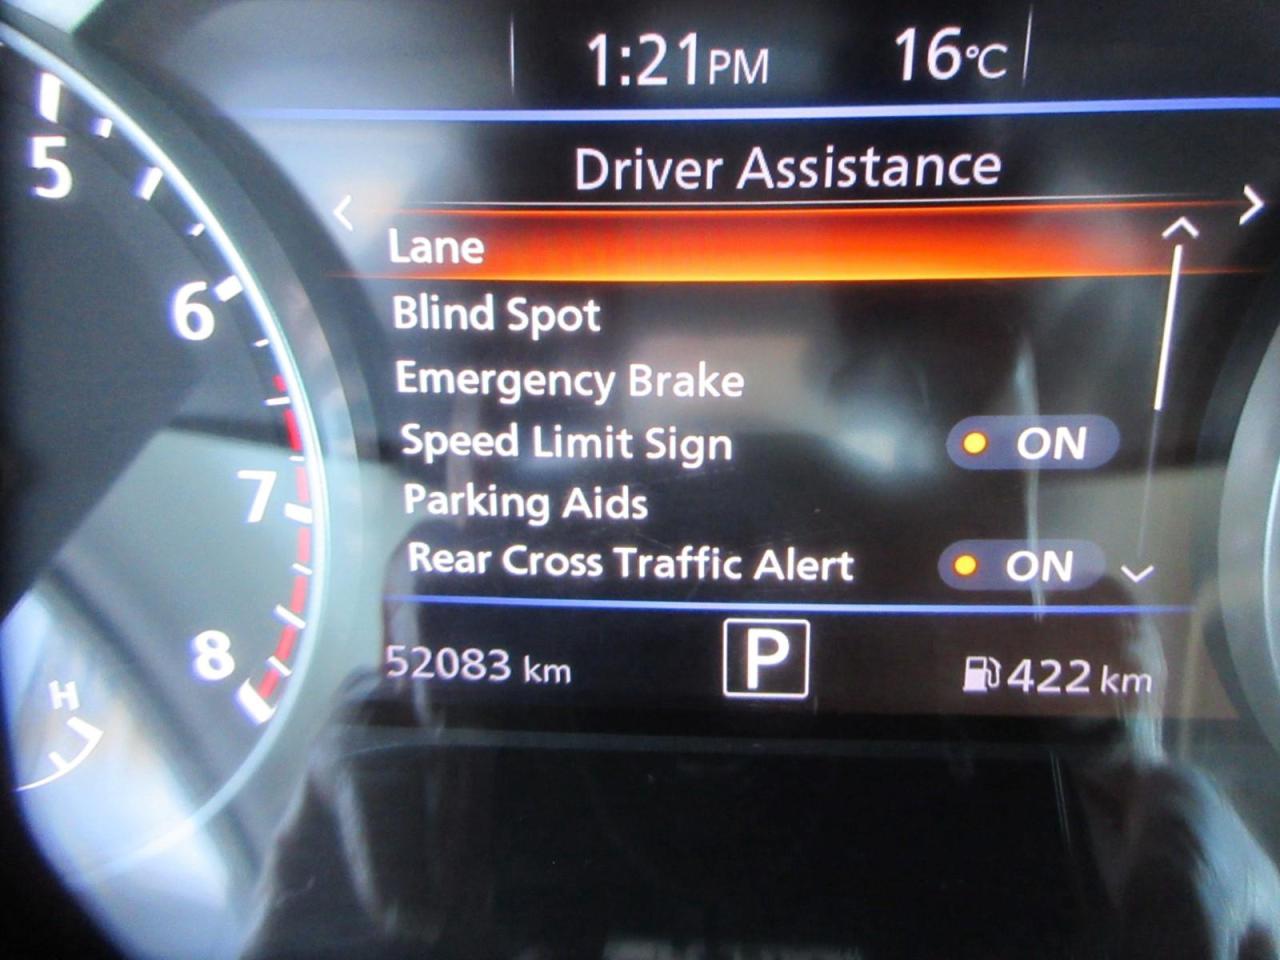 1:21PM 16°C
Driver Assistance
Lane
Blind Spot
Emergency Brake
Speed Limit Sign ON
Parking Aids
Rear Cross Traffic Alert ON
52083 km P 422 km
5
6
7
8
H